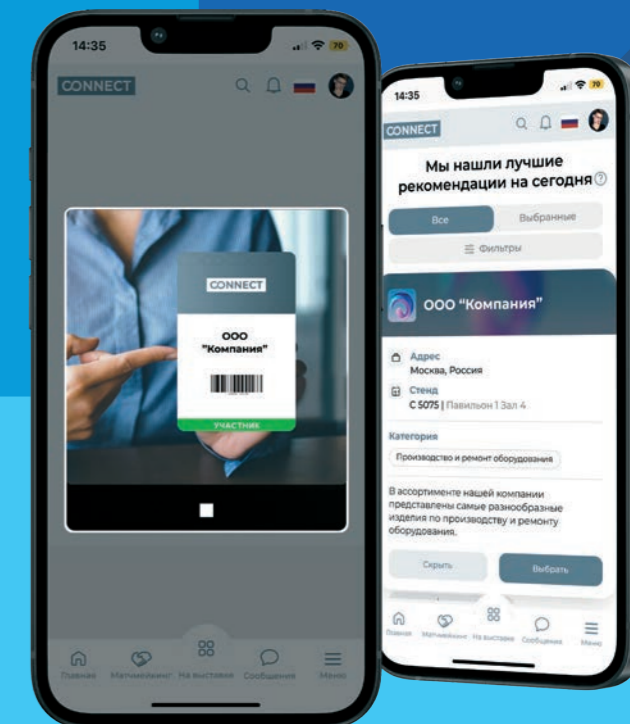 14:35
70
CONNECT
CONNECT
ООО
"Компания"
УЧАСТНИК
Главная Матчмейкинг На выставке Сообщения Меню
14:35
70
CONNECT
Мы нашли лучшие
рекомендации на сегодня ?
Все Выбранные
Фильтры
ООО "Компания"
Адрес
Москва, Россия
Стенд
С 5075 | Павильон 1 Зал 4
Категория
Производство и ремонт оборудования
В ассортименте нашей компании
представлены самые разнообразные
изделия по производству и ремонту
оборудования.
Скрыть Выбрать
Главная Матчмейкинг На выставке Сообщения Меню